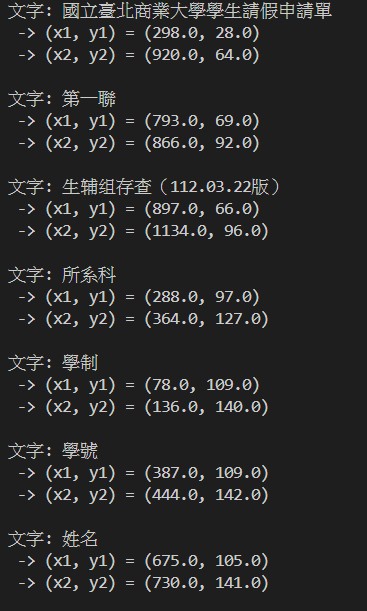 文字: 國立臺北商業大學學生請假申請單
-> (x1, y1) = (298.0, 28.0)
-> (x2, y2) = (920.0, 64.0)
文字: 第一聯
-> (x1, y1) = (793.0, 69.0)
-> (x2, y2) = (866.0, 92.0)
文字: 生辅组存查（112.03.22版）
-> (x1, y1) = (897.0, 66.0)
-> (x2, y2) = (1134.0, 96.0)
文字: 所系科
-> (x1, y1) = (288.0, 97.0)
-> (x2, y2) = (364.0, 127.0)
文字: 學制
-> (x1, y1) = (78.0, 109.0)
-> (x2, y2) = (136.0, 140.0)
文字: 學號
-> (x1, y1) = (387.0, 109.0)
-> (x2, y2) = (444.0, 142.0)
文字: 姓名
-> (x1, y1) = (675.0, 105.0)
-> (x2, y2) = (730.0, 141.0)